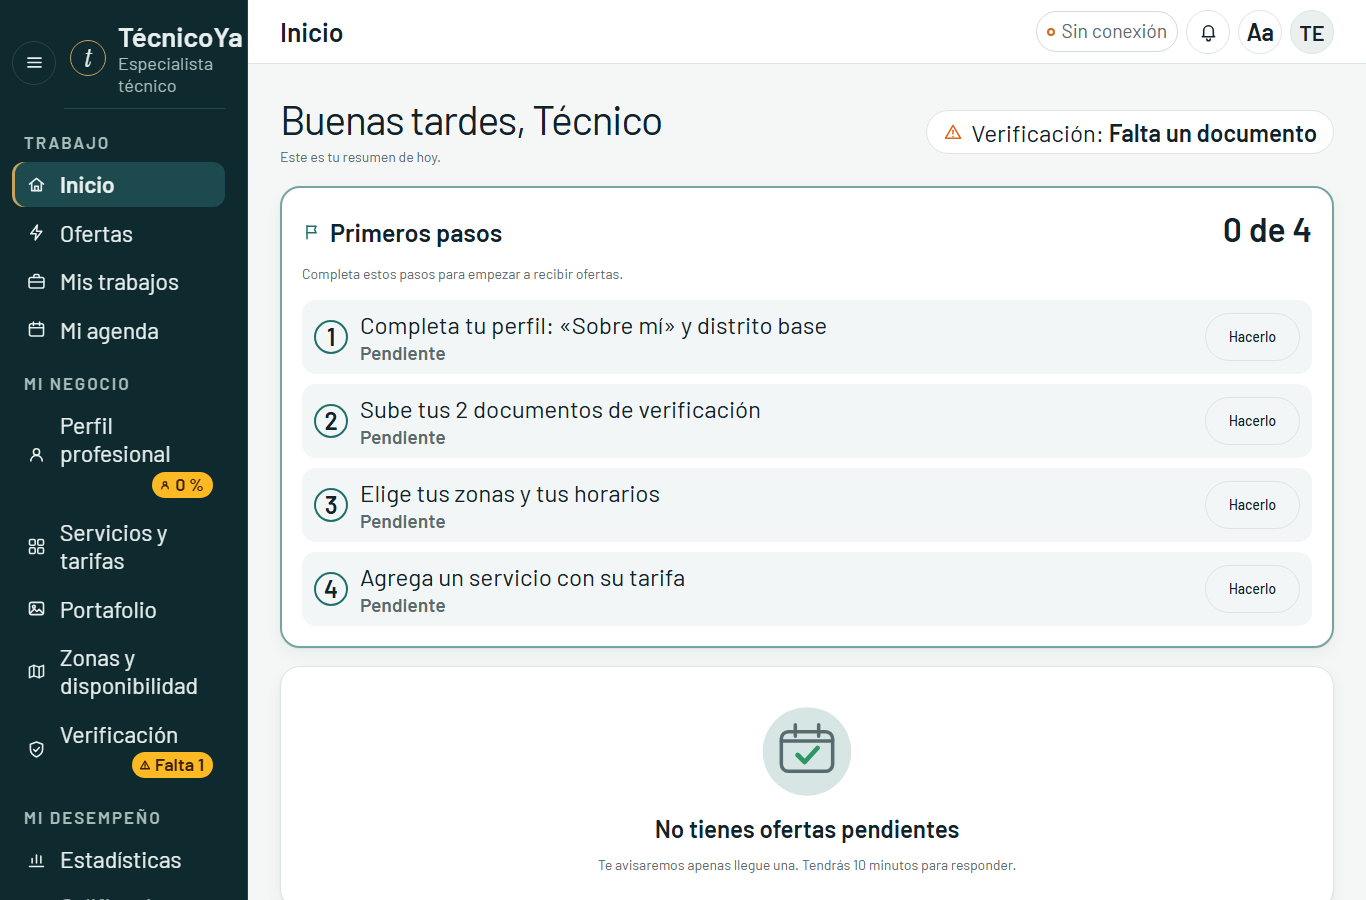 t
TécnicoYa
Especialista
técnico
TRABAJO
Inicio
Ofertas
Mis trabajos
Mi agenda
MI NEGOCIO
Perfil
profesional
0 %
Servicios y
tarifas
Portafolio
Zonas y
disponibilidad
Verificación
Falta 1
MI DESEMPEÑO
Estadísticas
Inicio
Sin conexión
Aa
TE
Buenas tardes, Técnico
Este es tu resumen de hoy.
Verificación: Falta un documento
Primeros pasos
0 de 4
Completa estos pasos para empezar a recibir ofertas.
1
Completa tu perfil: «Sobre mí» y distrito base
Pendiente
Hacerlo
2
Sube tus 2 documentos de verificación
Pendiente
Hacerlo
3
Elige tus zonas y tus horarios
Pendiente
Hacerlo
4
Agrega un servicio con su tarifa
Pendiente
Hacerlo
No tienes ofertas pendientes
Te avisaremos apenas llegue una. Tendrás 10 minutos para responder.